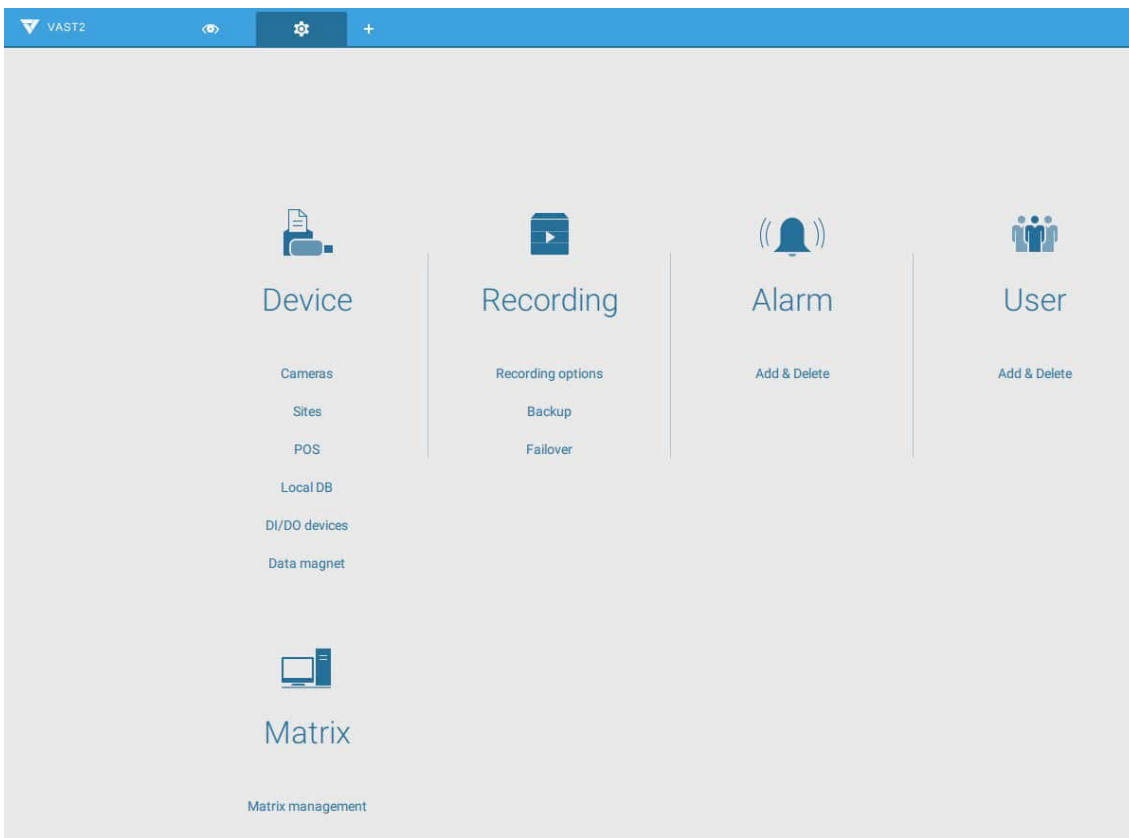 VAST2
+
Device
Cameras
Sites
POS
Local DB
DI/DO devices
Data magnet
Recording
Recording options
Backup
Failover
Alarm
Add & Delete
User
Add & Delete
Matrix
Matrix management